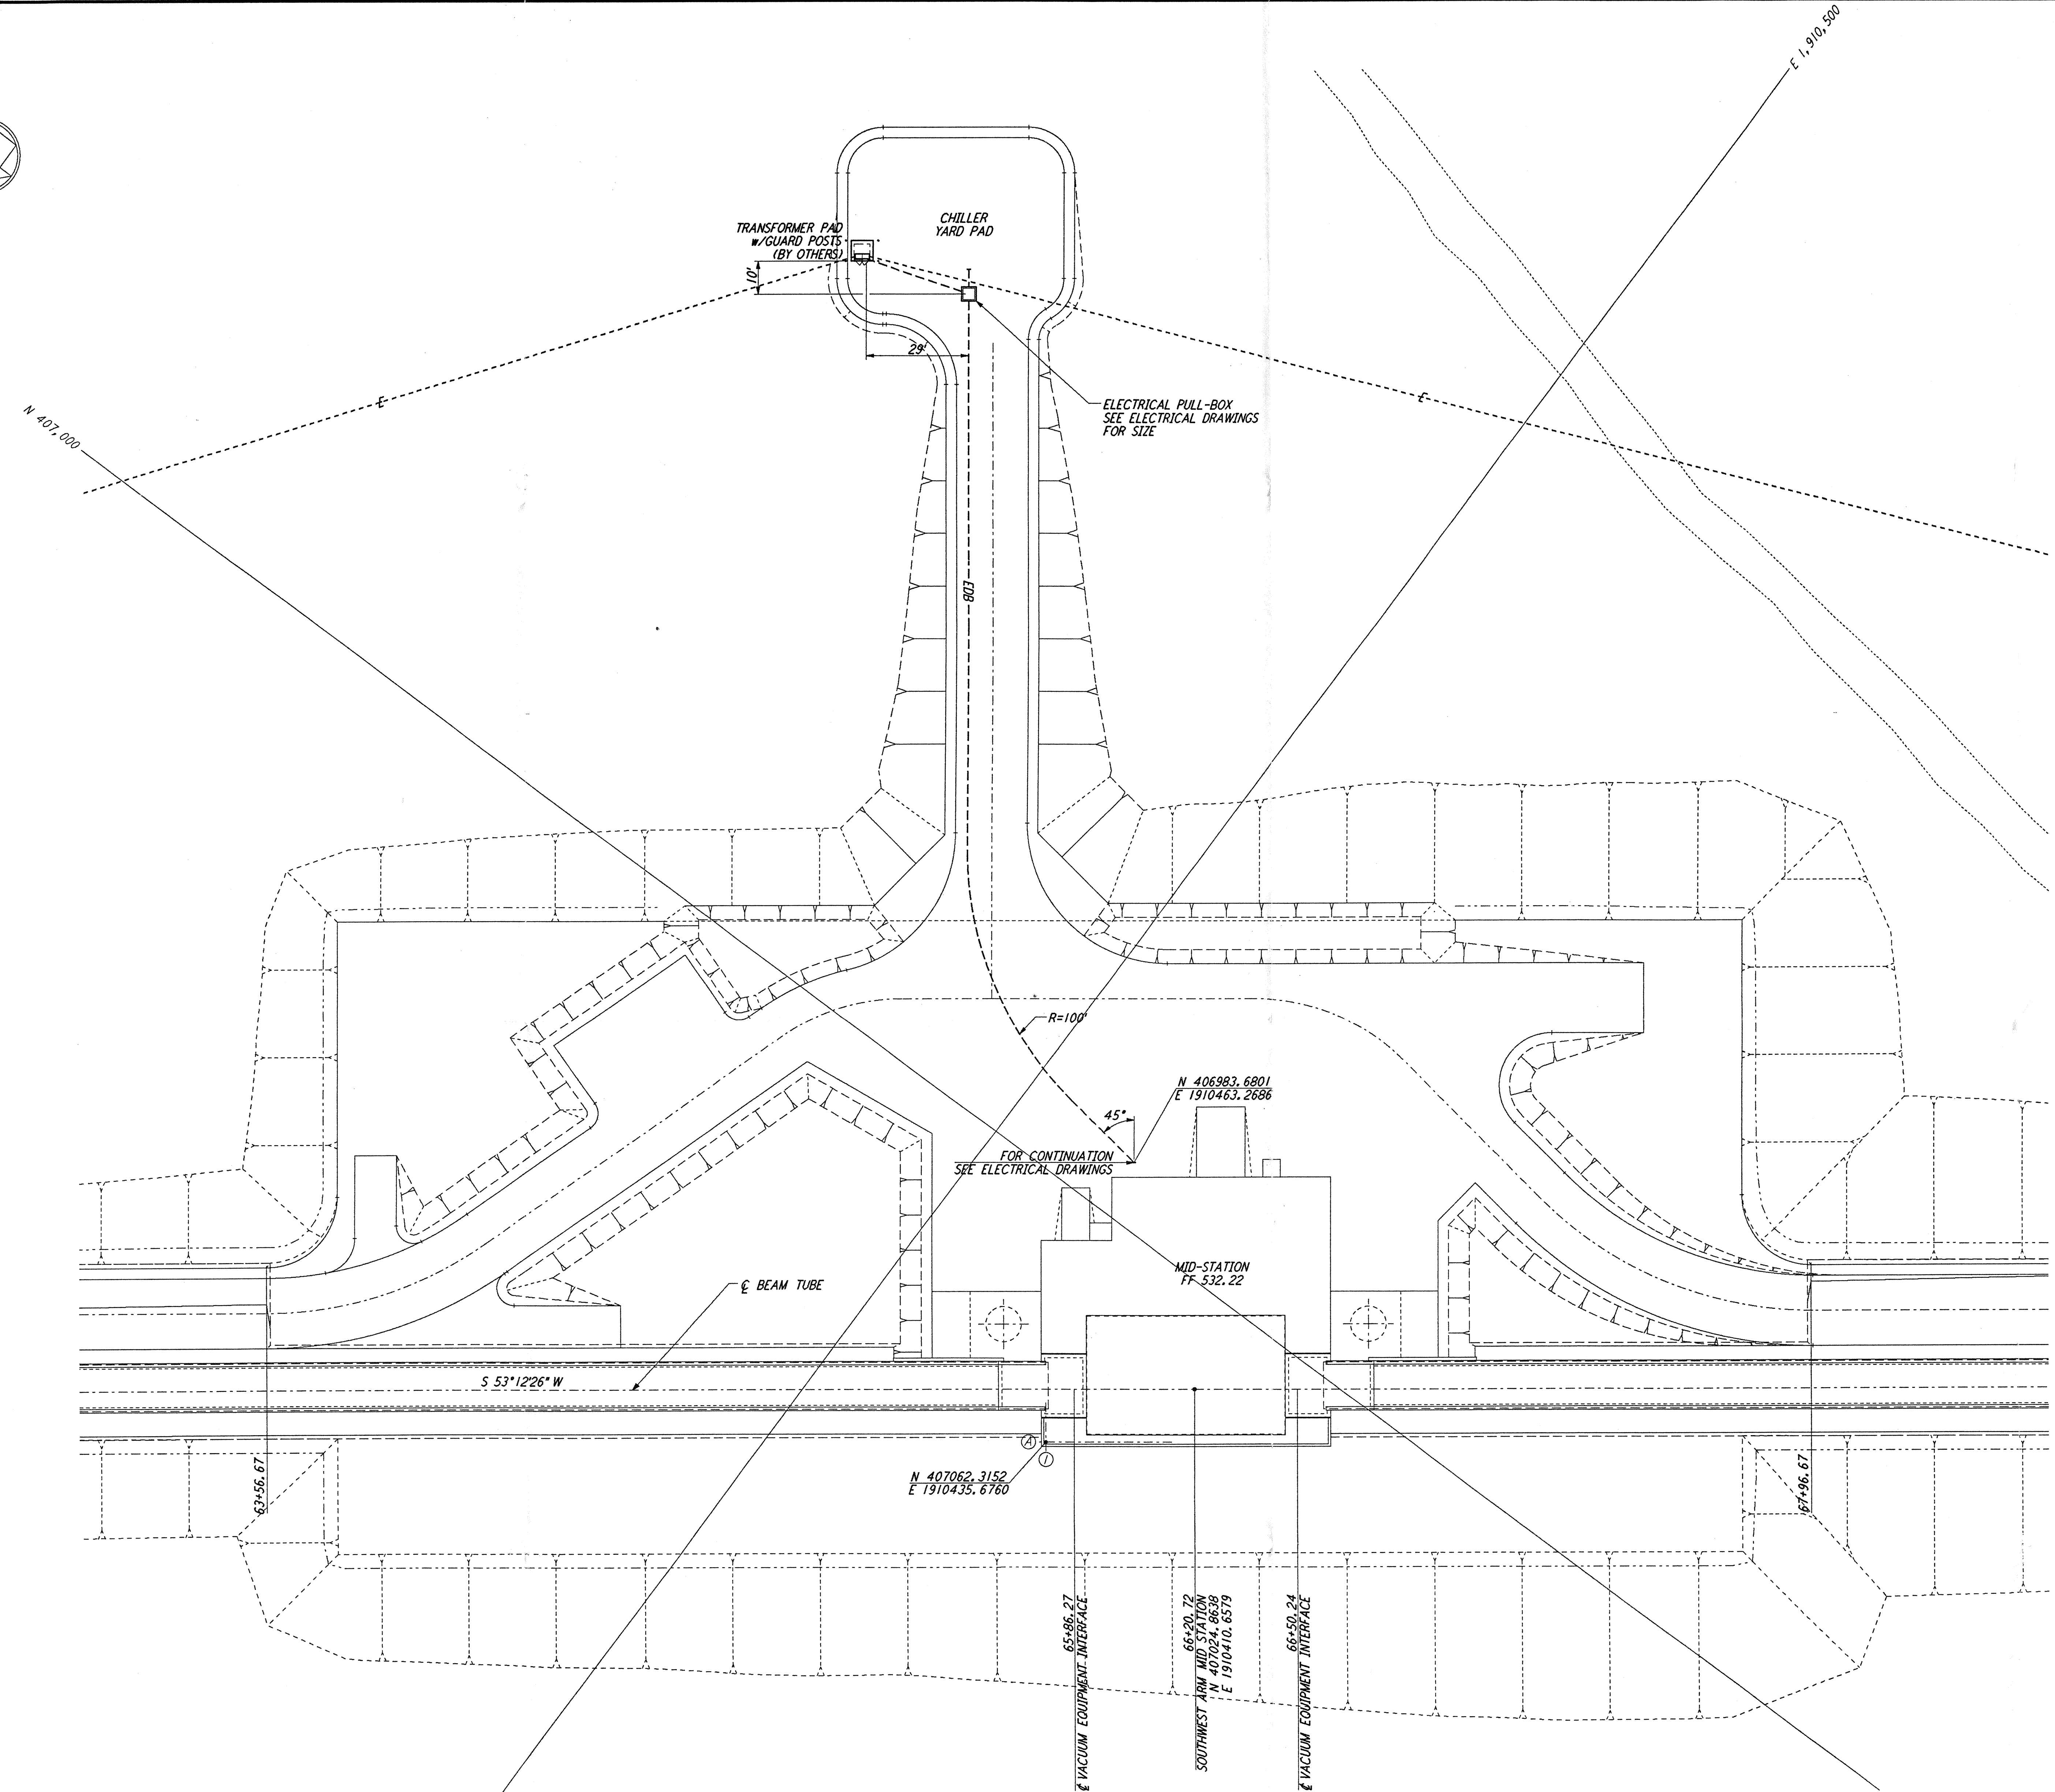 E 1,910,500
CHILLER
YARD PAD
TRANSFORMER PAD
w/GUARD POSTS
(BY OTHERS)
10'
29'
E
E
ELECTRICAL PULL-BOX
SEE ELECTRICAL DRAWINGS
FOR SIZE
N 407,000
EDB
R=100'
N 406983.6801
E 1910463.2686
45°
FOR CONTINUATION
SEE ELECTRICAL DRAWINGS
MID-STATION
FF 532.22
℄ BEAM TUBE
S 53°12'26" W
A
1
N 407062.3152
E 1910435.6760
63+56.67
67+96.67
65+86.27
℄ VACUUM EQUIPMENT INTERFACE
66+20.72
SOUTHWEST ARM MID STATION
N 407024.8638
E 1910410.6579
66+50.24
℄ VACUUM EQUIPMENT INTERFACE